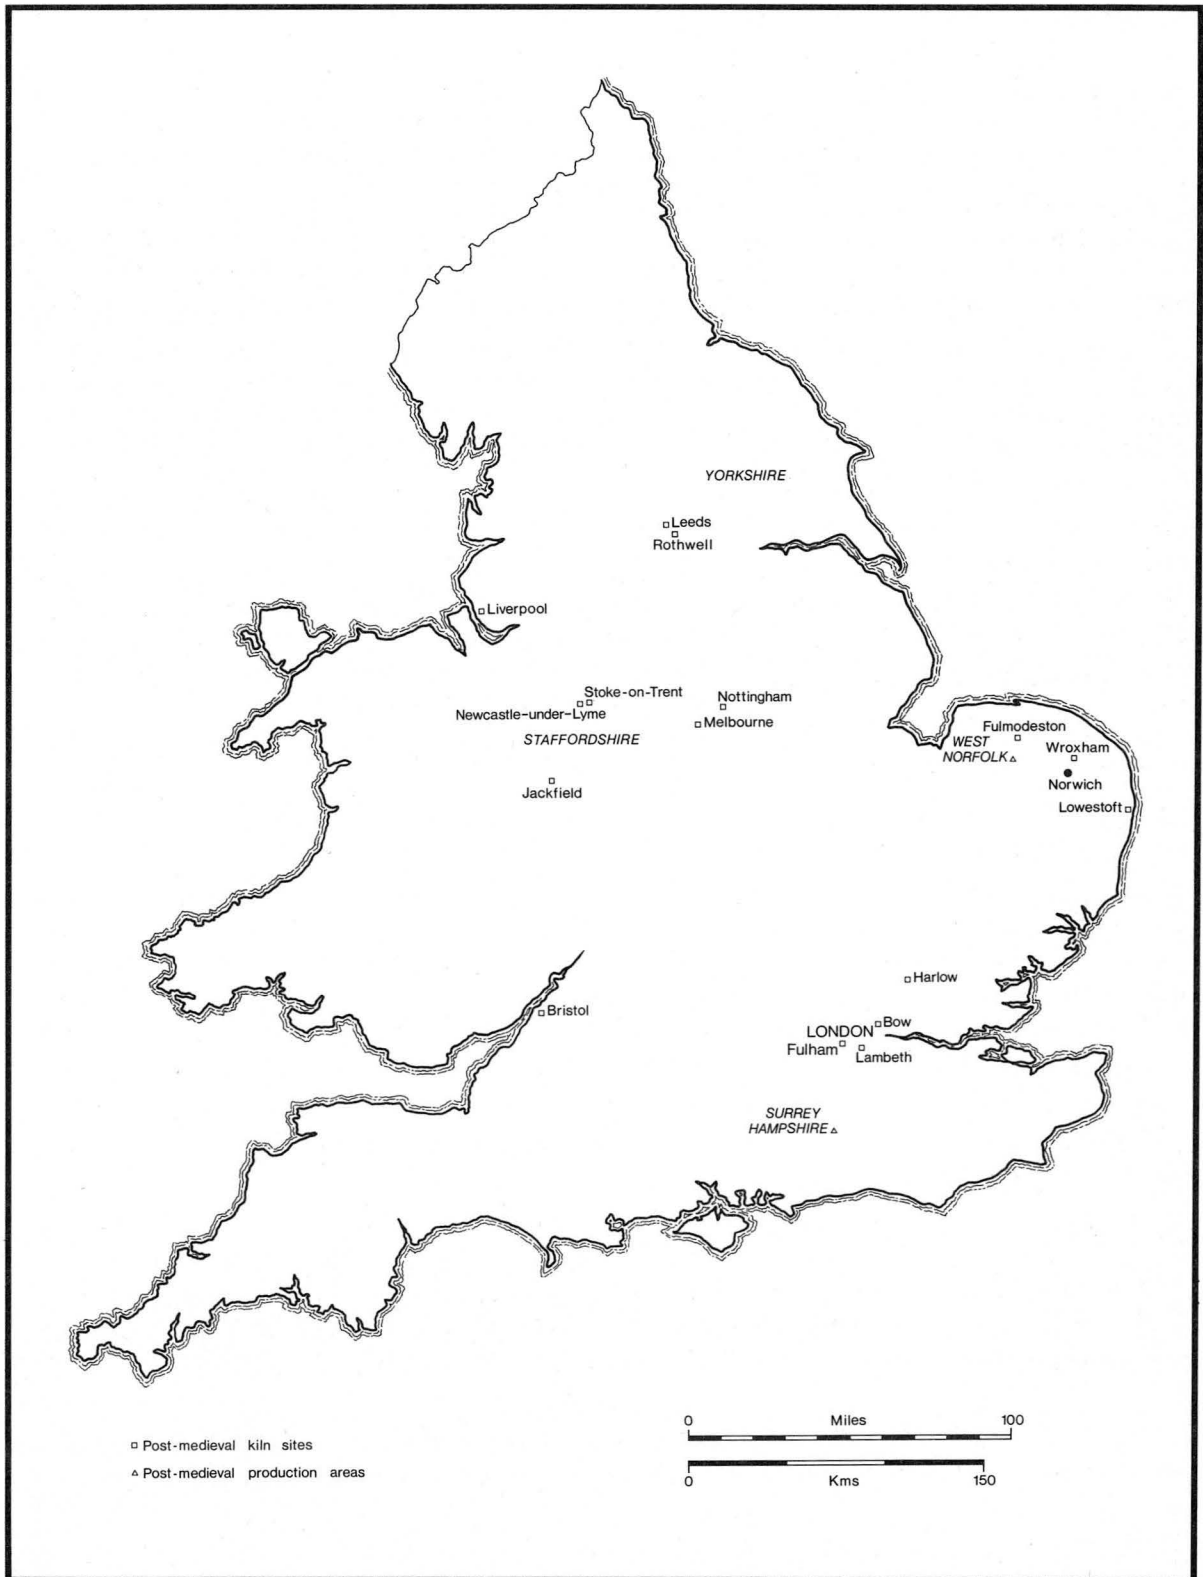 YORKSHIRE
Leeds
Rothwell
Liverpool
Stoke-on-Trent
Newcastle-under-Lyme
STAFFORDSHIRE
Nottingham
Melbourne
Jackfield
Fulmodeston
WEST
NORFOLK
Wroxham
Norwich
Lowestoft
Harlow
Bristol
Bow
LONDON
Fulham
Lambeth
SURREY
HAMPSHIRE
Post-medieval kiln sites
Post-medieval production areas
0 Miles 100
0 Kms 150